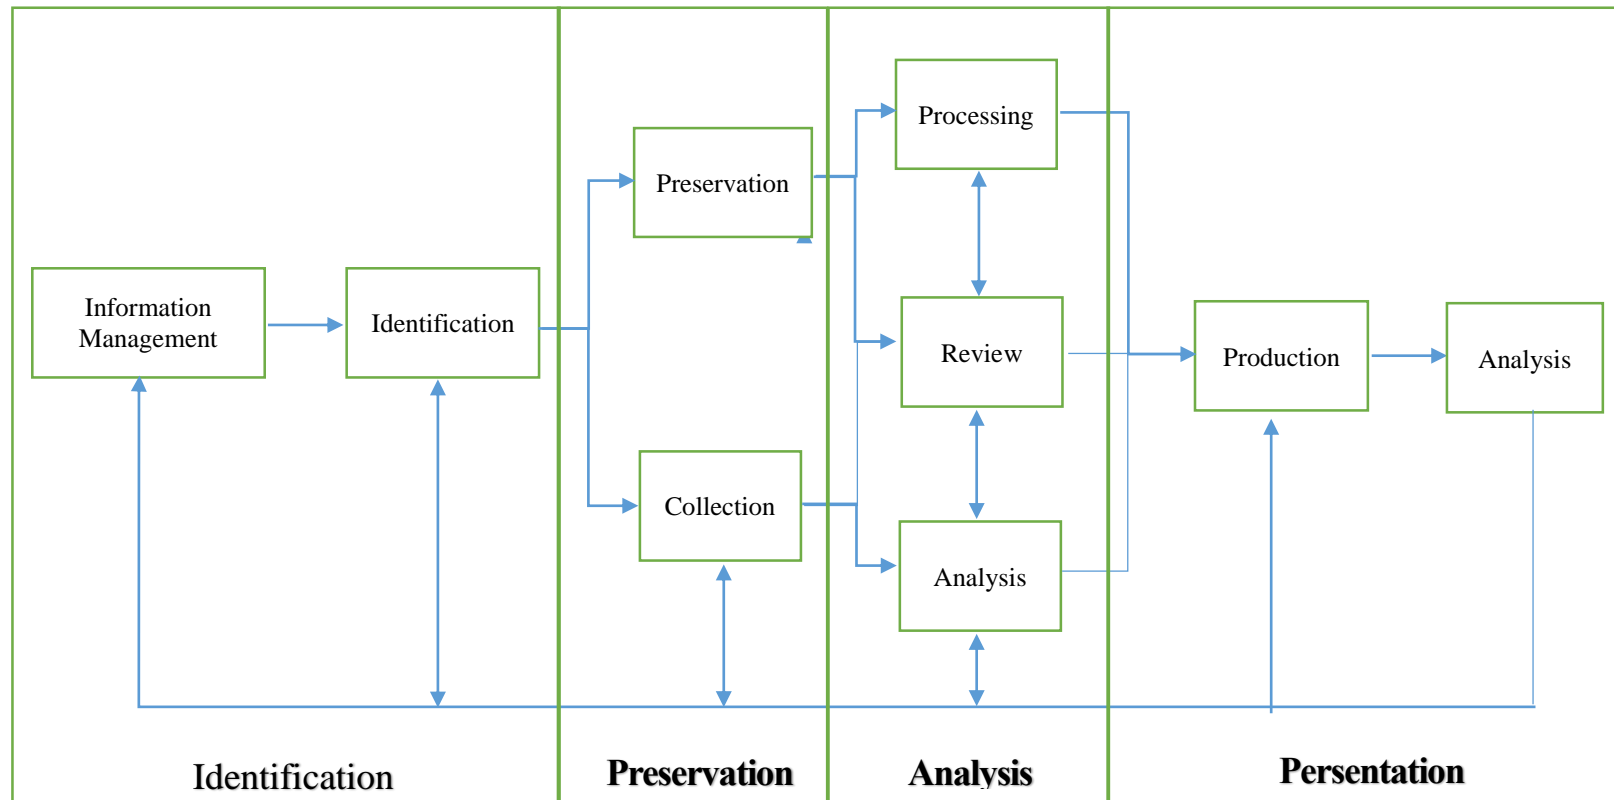 Information
Management
Identification
Preservation
Collection
Processing
Review
Analysis
Production
Analysis
Identification
Preservation
Analysis
Persentation